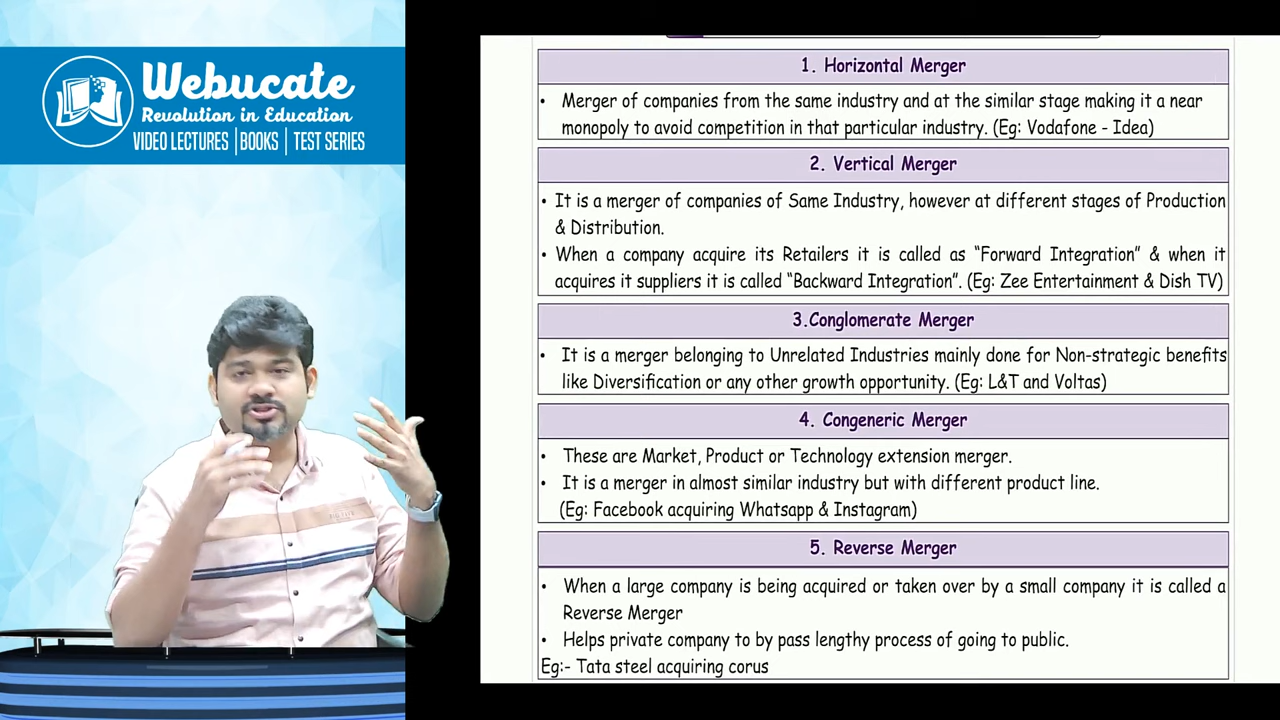 Webucate
Revolution in Education
VIDEO LECTURES | BOOKS | TEST SERIES
1. Horizontal Merger
• Merger of companies from the same industry and at the similar stage making it a near
monopoly to avoid competition in that particular industry. (Eg: Vodafone - Idea)
2. Vertical Merger
• It is a merger of companies of Same Industry, however at different stages of Production
& Distribution.
• When a company acquire its Retailers it is called as “Forward Integration” & when it
acquires it suppliers it is called “Backward Integration”. (Eg: Zee Entertainment & Dish TV)
3.Conglomerate Merger
• It is a merger belonging to Unrelated Industries mainly done for Non-strategic benefits
like Diversification or any other growth opportunity. (Eg: L&T and Voltas)
4. Congeneric Merger
• These are Market, Product or Technology extension merger.
• It is a merger in almost similar industry but with different product line.
(Eg: Facebook acquiring Whatsapp & Instagram)
5. Reverse Merger
• When a large company is being acquired or taken over by a small company it is called a
Reverse Merger
• Helps private company to by pass lengthy process of going to public.
Eg:- Tata steel acquiring corus